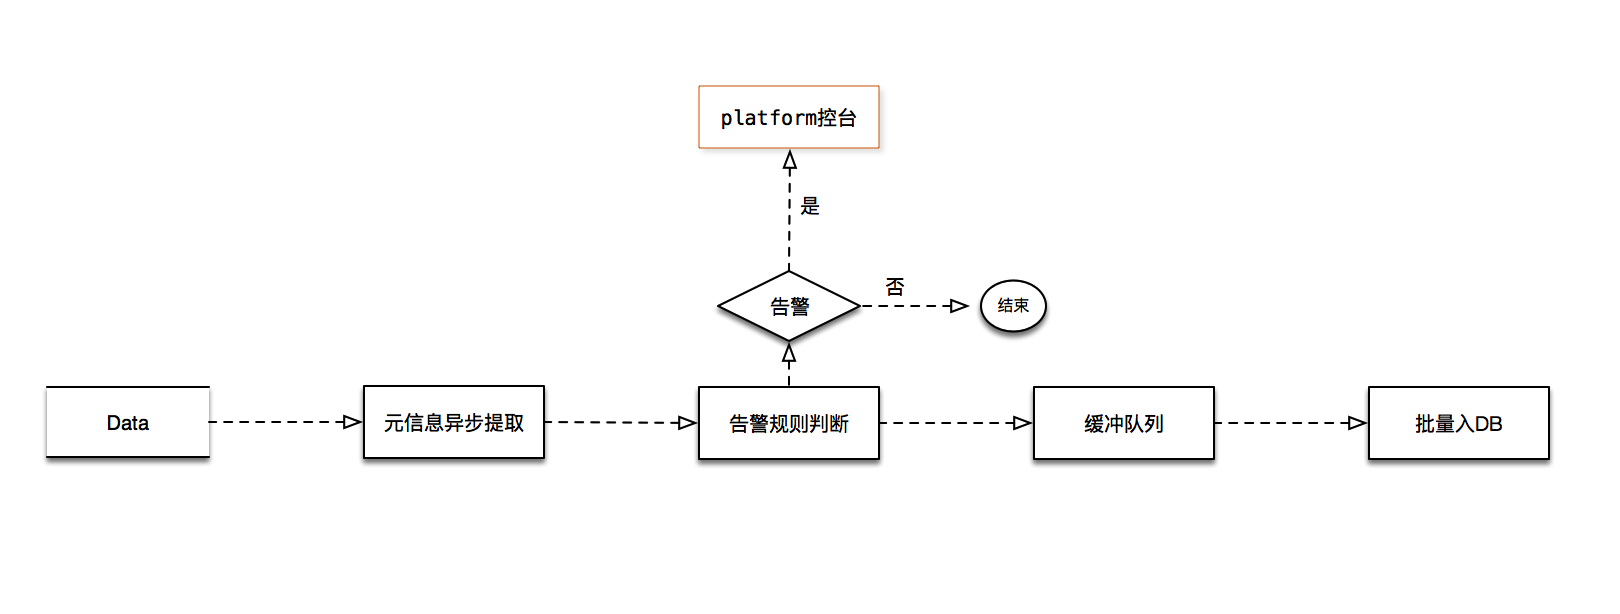 platform控台
是
否
告警
结束
Data
元信息异步提取
告警规则判断
缓冲队列
批量入DB